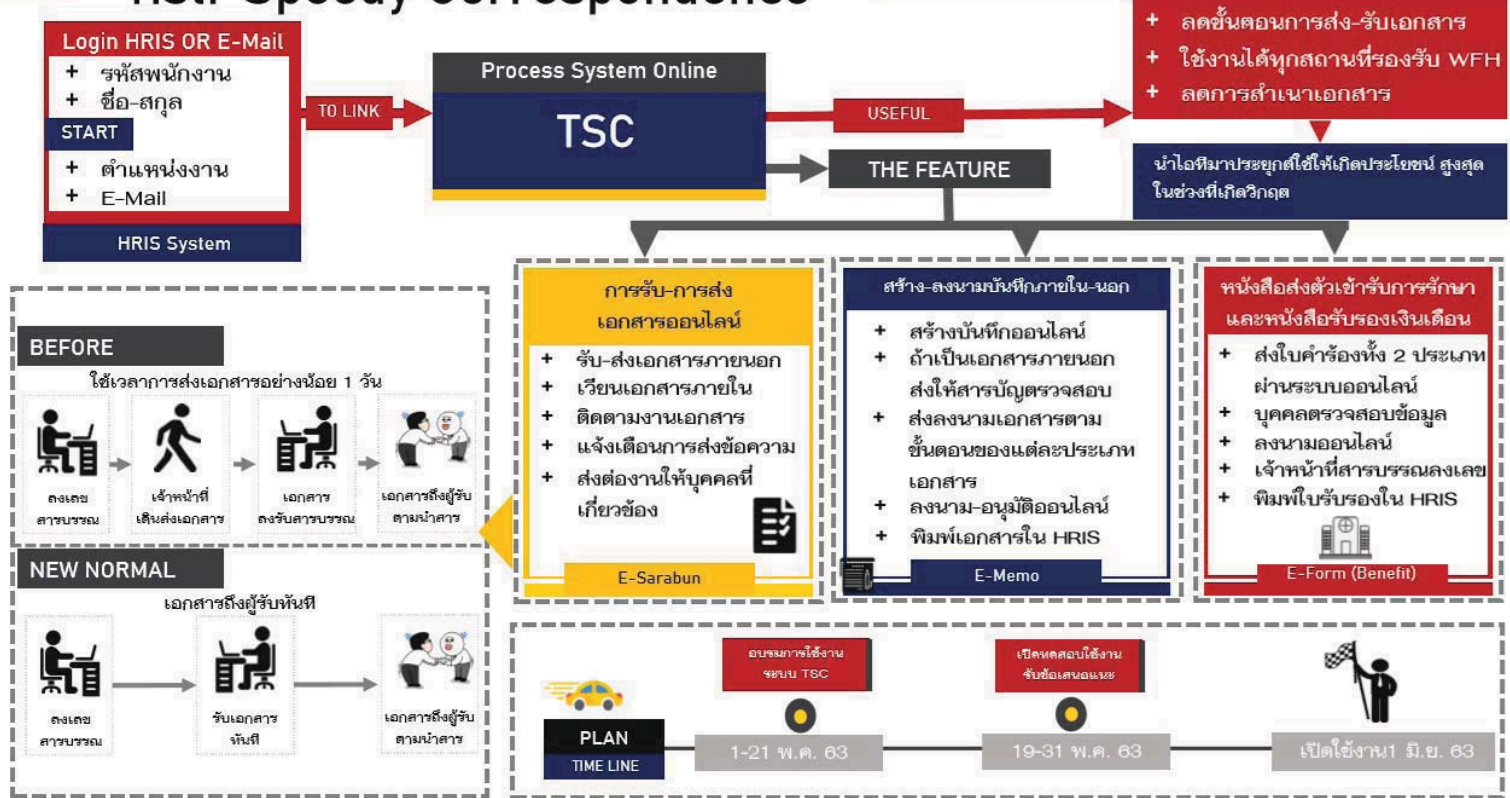 Speedy Correspondence
Login HRIS OR E-Mail
+ รหัสพนักงาน
+ ชื่อ-สกุล
START
+ ตำแหน่งงาน
+ E-Mail
HRIS System
TO LINK
Process System Online
TSC
USEFUL
THE FEATURE
+ ลดขั้นตอนการส่ง-รับเอกสาร
+ ใช้งานได้ทุกสถานที่รองรับ WFH
+ ลดการสำเนาเอกสาร
นำไอทีมาประยุกต์ใช้ให้เกิดประโยชน์ สูงสุด
ในช่วงที่เกิดวิกฤต
BEFORE
ใช้เวลาการส่งเอกสารอย่างน้อย 1 วัน
ลงเลข
สารบรรณ
เจ้าหน้าที่
เดินส่งเอกสาร
เอกสาร
ลงรับสารบรรณ
เอกสารถึงผู้รับ
ตามนำสาร
NEW NORMAL
เอกสารถึงผู้รับทันที
ลงเลข
สารบรรณ
รับเอกสาร
ทันที
เอกสารถึงผู้รับ
ตามนำสาร
การรับ-การส่ง
เอกสารออนไลน์
+ รับ-ส่งเอกสารภายนอก
+ เวียนเอกสารภายใน
+ ติดตามงานเอกสาร
+ แจ้งเตือนการส่งข้อความ
+ ส่งต่องานให้บุคคลที่
เกี่ยวข้อง
E-Sarabun
สร้าง-ลงนามบันทึกภายใน-นอก
+ สร้างบันทึกออนไลน์
+ ถ้าเป็นเอกสารภายนอก
ส่งให้สารบัญตรวจสอบ
+ ส่งลงนามเอกสารตาม
ขั้นตอนของแต่ละประเภท
เอกสาร
+ ลงนาม-อนุมัติออนไลน์
+ พิมพ์เอกสารใน HRIS
E-Memo
หนังสือส่งตัวเข้ารับการรักษา
และหนังสือรับรองเงินเดือน
+ ส่งใบคำร้องทั้ง 2 ประเภท
ผ่านระบบออนไลน์
+ บุคคลตรวจสอบข้อมูล
+ ลงนามออนไลน์
+ เจ้าหน้าที่สารบรรณลงเลข
+ พิมพ์ใบรับรองใน HRIS
E-Form (Benefit)
PLAN
TIME LINE
อบรมการใช้งาน
ระบบ TSC
1-21 พ.ค. 63
เปิดทดสอบใช้งาน
รับข้อเสนอแนะ
19-31 พ.ค. 63
เปิดใช้งาน1 มิ.ย. 63